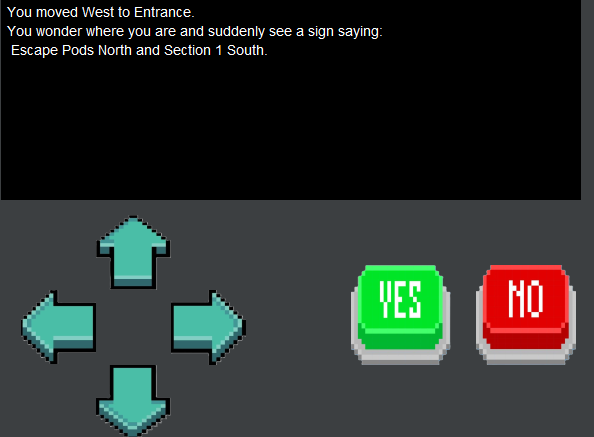 You moved West to Entrance.
You wonder where you are and suddenly see a sign saying:
Escape Pods North and Section 1 South.
YES
NO